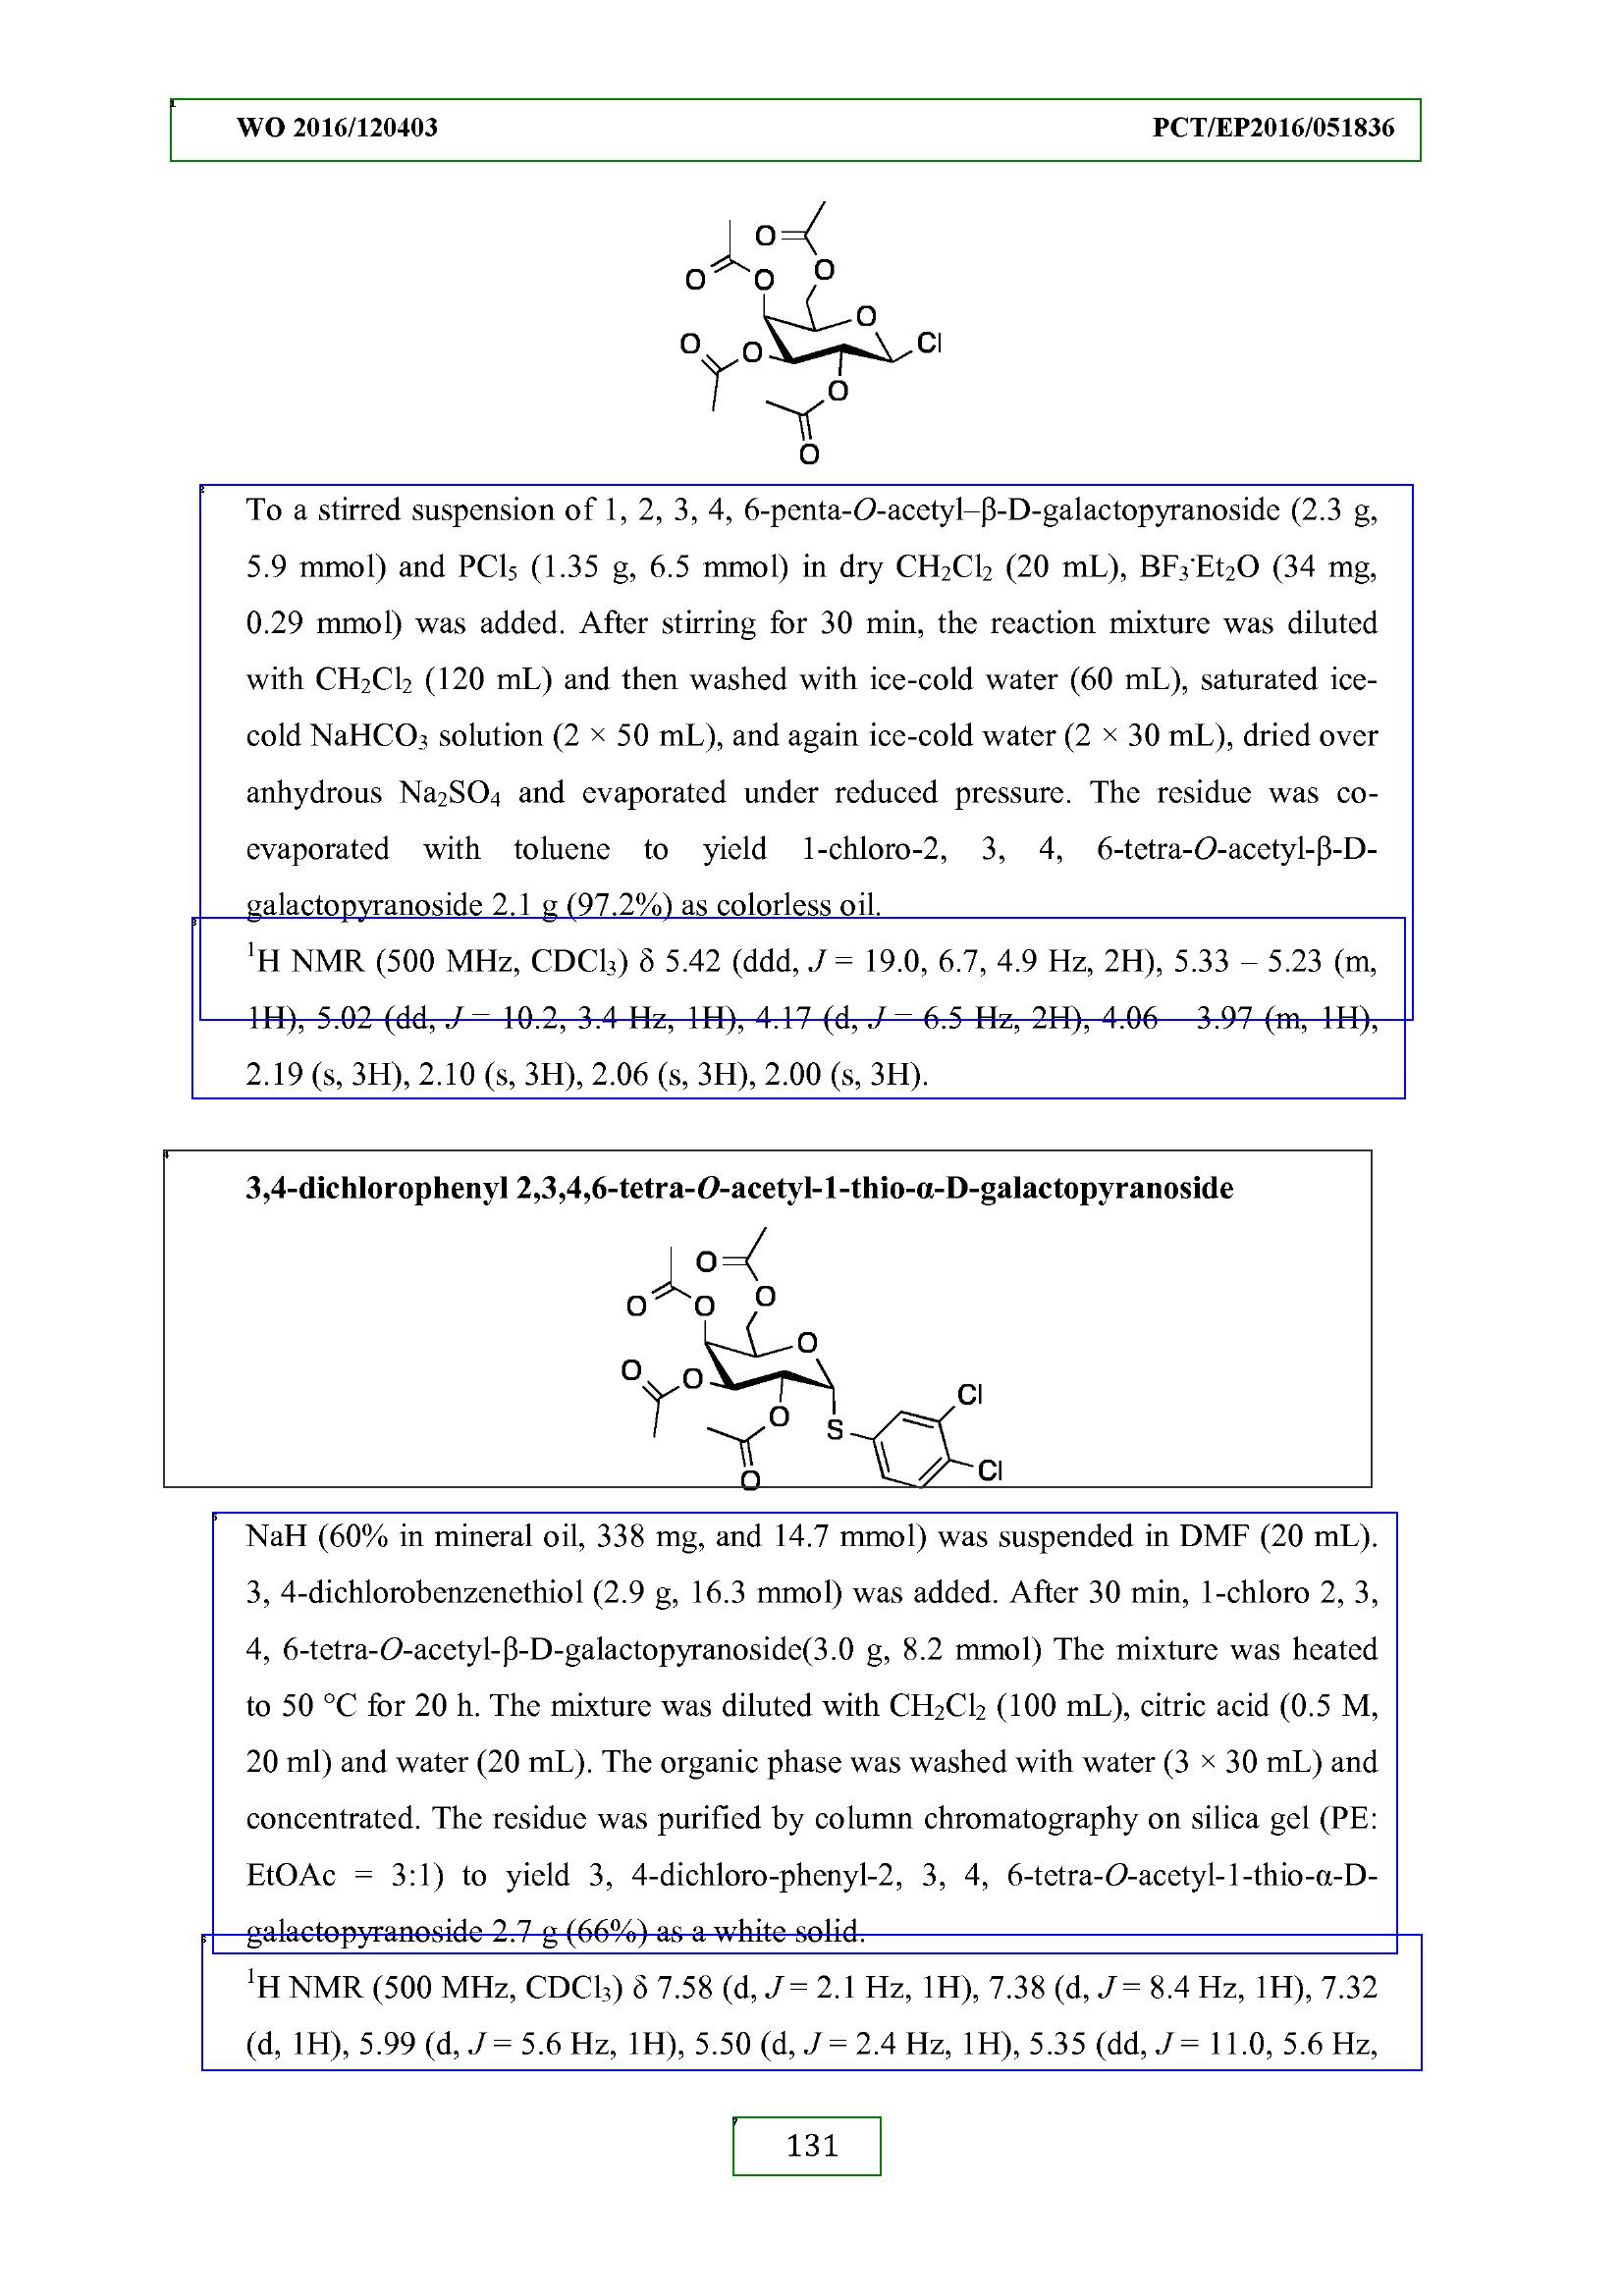 WO 2016/120403 PCT/EP2016/051836
O O
O O
O O
O O Cl
O
O
To a stirred suspension of 1, 2, 3, 4, 6-penta-O-acetyl–β-D-galactopyranoside (2.3 g,
5.9 mmol) and PCl₅ (1.35 g, 6.5 mmol) in dry CH₂Cl₂ (20 mL), BF₃·Et₂O (34 mg,
0.29 mmol) was added. After stirring for 30 min, the reaction mixture was diluted
with CH₂Cl₂ (120 mL) and then washed with ice-cold water (60 mL), saturated ice-
cold NaHCO₃ solution (2 × 50 mL), and again ice-cold water (2 × 30 mL), dried over
anhydrous Na₂SO₄ and evaporated under reduced pressure. The residue was co-
evaporated with toluene to yield 1-chloro-2, 3, 4, 6-tetra-O-acetyl-β-D-
galactopyranoside 2.1 g (97.2%) as colorless oil.
¹H NMR (500 MHz, CDCl₃) δ 5.42 (ddd, J = 19.0, 6.7, 4.9 Hz, 2H), 5.33 – 5.23 (m,
1H), 5.02 (dd, J = 10.2, 3.4 Hz, 1H), 4.17 (d, J = 6.5 Hz, 2H), 4.06 – 3.97 (m, 1H),
2.19 (s, 3H), 2.10 (s, 3H), 2.06 (s, 3H), 2.00 (s, 3H).
3,4-dichlorophenyl 2,3,4,6-tetra-O-acetyl-1-thio-α-D-galactopyranoside
O O
O O
O O
O Cl
O S
O Cl
NaH (60% in mineral oil, 338 mg, and 14.7 mmol) was suspended in DMF (20 mL).
3, 4-dichlorobenzenethiol (2.9 g, 16.3 mmol) was added. After 30 min, 1-chloro 2, 3,
4, 6-tetra-O-acetyl-β-D-galactopyranoside(3.0 g, 8.2 mmol) The mixture was heated
to 50 °C for 20 h. The mixture was diluted with CH₂Cl₂ (100 mL), citric acid (0.5 M,
20 ml) and water (20 mL). The organic phase was washed with water (3 × 30 mL) and
concentrated. The residue was purified by column chromatography on silica gel (PE:
EtOAc = 3:1) to yield 3, 4-dichloro-phenyl-2, 3, 4, 6-tetra-O-acetyl-1-thio-α-D-
galactopyranoside 2.7 g (66%) as a white solid.
¹H NMR (500 MHz, CDCl₃) δ 7.58 (d, J = 2.1 Hz, 1H), 7.38 (d, J = 8.4 Hz, 1H), 7.32
(d, 1H), 5.99 (d, J = 5.6 Hz, 1H), 5.50 (d, J = 2.4 Hz, 1H), 5.35 (dd, J = 11.0, 5.6 Hz,
131